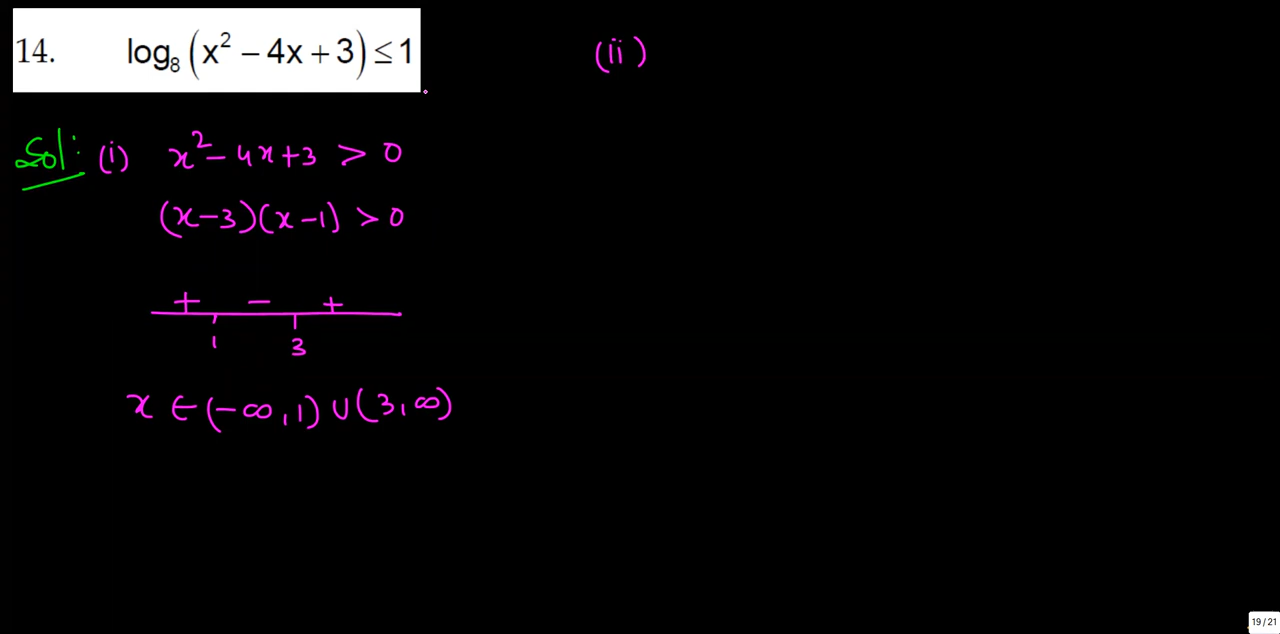 14. log₈(x² – 4x + 3) ≤ 1
(ii)
Sol: (i) x² – 4x + 3 > 0
(x – 3)(x – 1) > 0
+ – +
1 3
x ∈ (–∞, 1) ∪ (3, ∞)
19 / 21